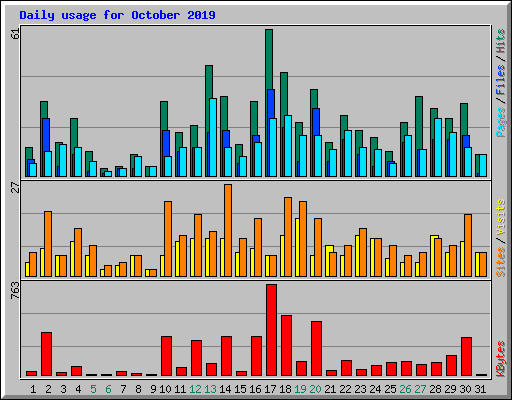 Daily usage for October 2019
61
Pages / Files / Hits
27
Sites / Visits
763
KBytes
1 2 3 4 5 6 7 8 9 10 11 12 13 14 15 16 17 18 19 20 21 22 23 24 25 26 27 28 29 30 31